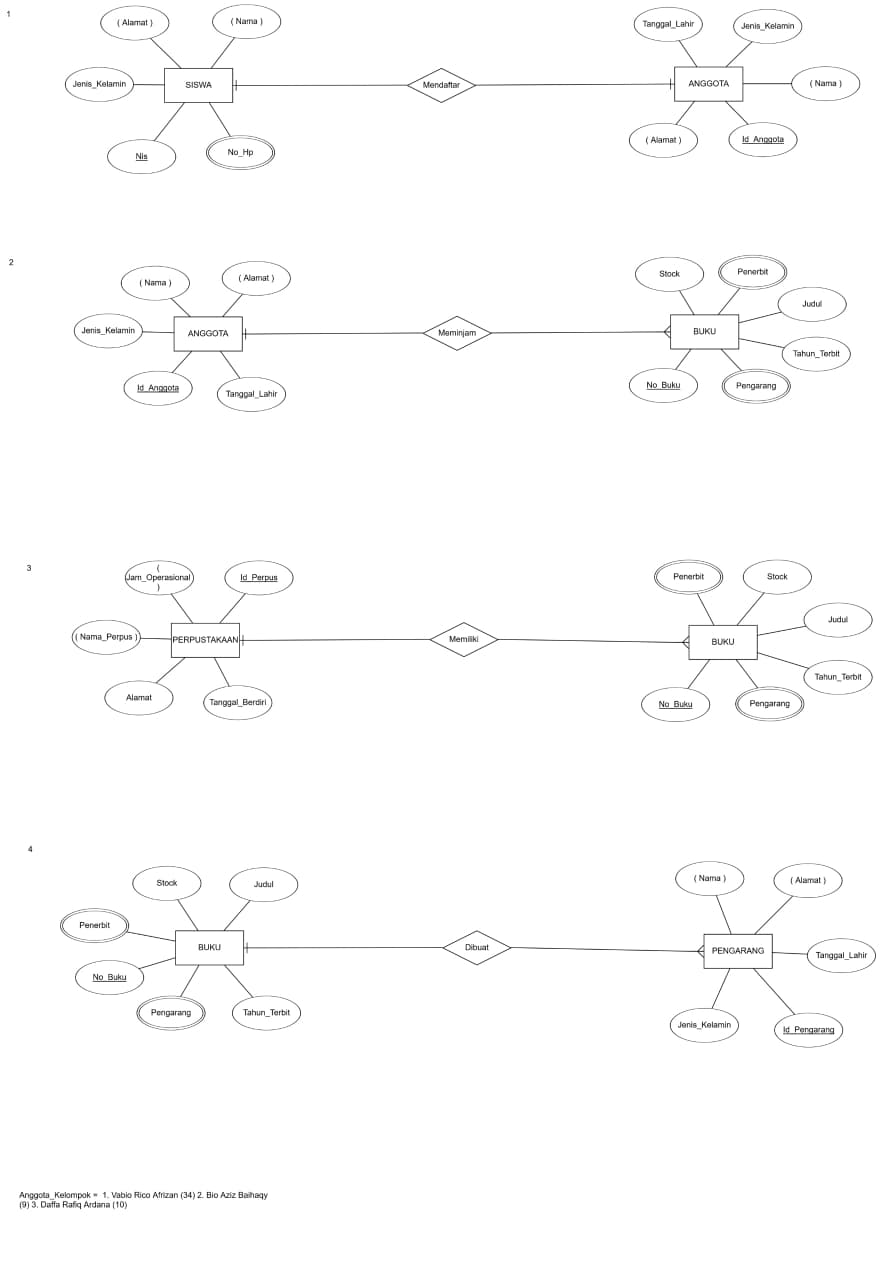 1
( Alamat )
( Nama )
Jenis_Kelamin
SISWA
Nis
No_Hp
Mendaftar
Tanggal_Lahir
Jenis_Kelamin
ANGGOTA
( Nama )
( Alamat )
Id_Anggota
2
( Nama )
( Alamat )
Jenis_Kelamin
ANGGOTA
Id_Anggota
Tanggal_Lahir
Meminjam
Stock
Penerbit
Judul
BUKU
Tahun_Terbit
No_Buku
Pengarang
3
(
Jam_Operasional
)
Id_Perpus
( Nama_Perpus )
PERPUSTAKAAN
Alamat
Tanggal_Berdiri
Memiliki
Penerbit
Stock
Judul
BUKU
Tahun_Terbit
No_Buku
Pengarang
4
Stock
Judul
Penerbit
BUKU
No_Buku
Pengarang
Tahun_Terbit
Dibuat
( Nama )
( Alamat )
PENGARANG
Tanggal_Lahir
Jenis_Kelamin
Id_Pengarang
Anggota_Kelompok = 1. Vabio Rico Afrizan (34) 2. Bio Aziz Baihaqy
(9) 3. Daffa Rafiq Ardana (10)